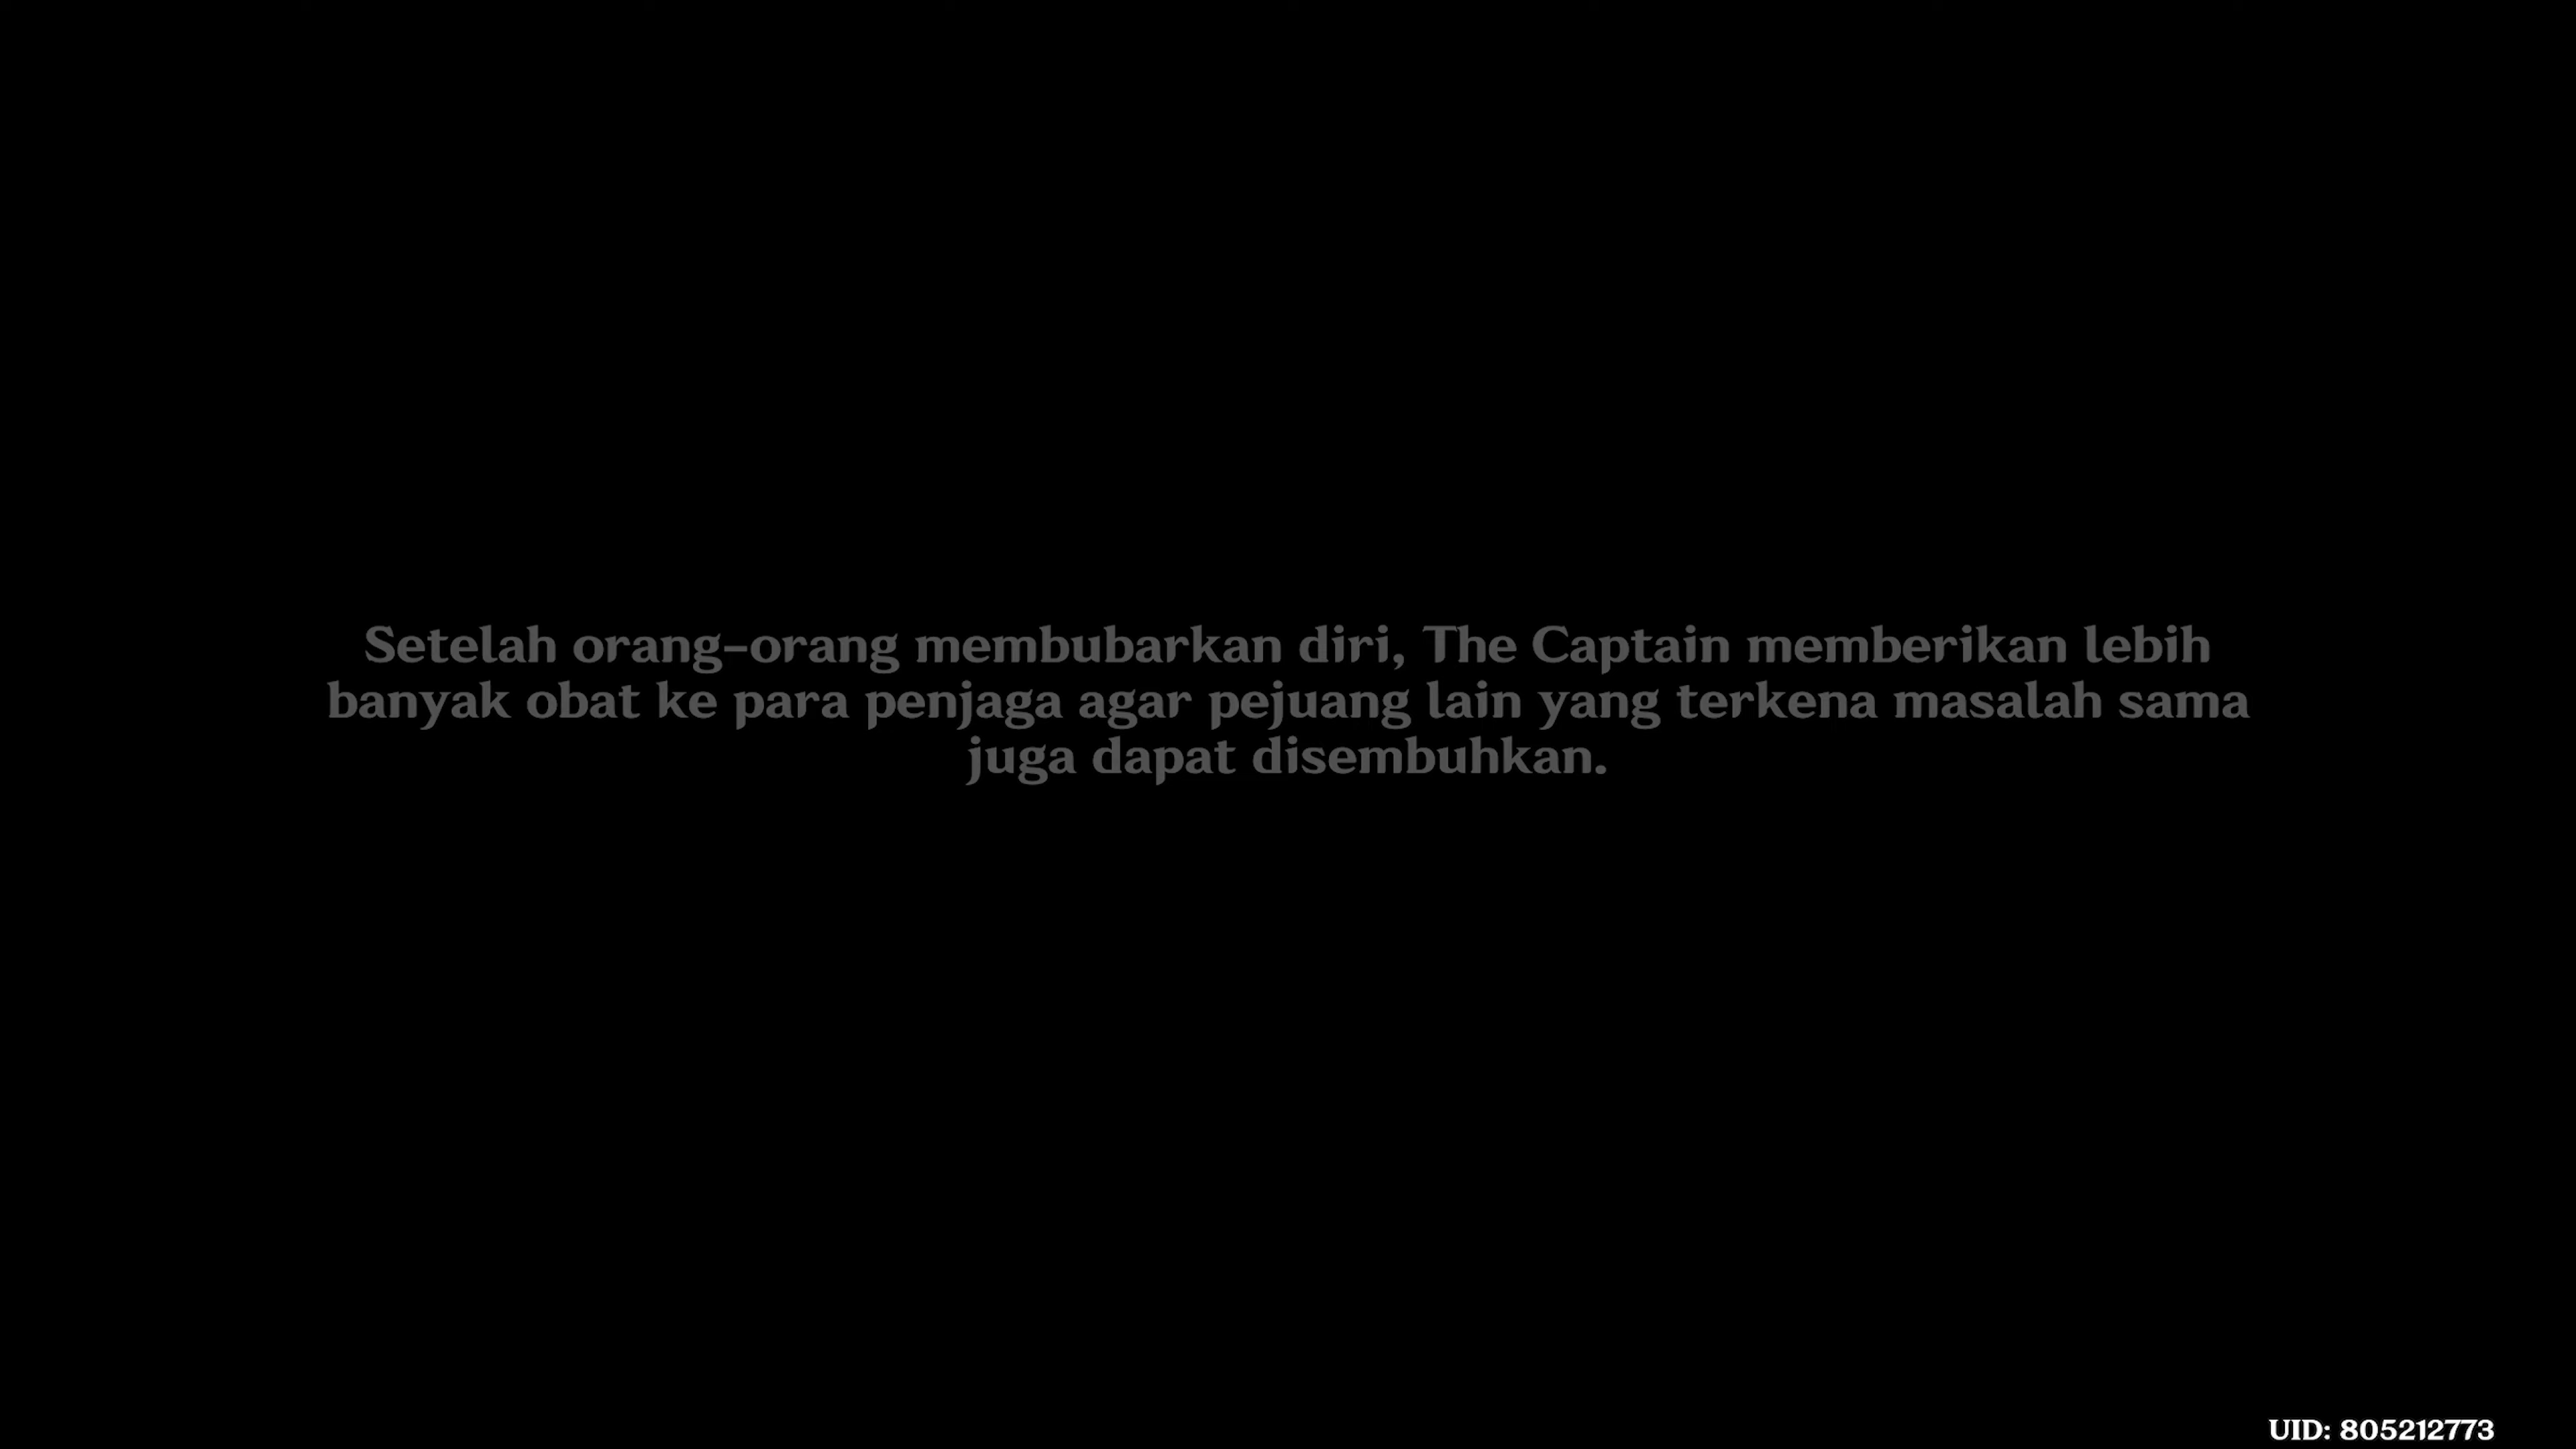 Setelah orang-orang membubarkan diri, The Captain memberikan lebih
banyak obat ke para penjaga agar pejuang lain yang terkena masalah sama
juga dapat disembuhkan.
UID: 805212773